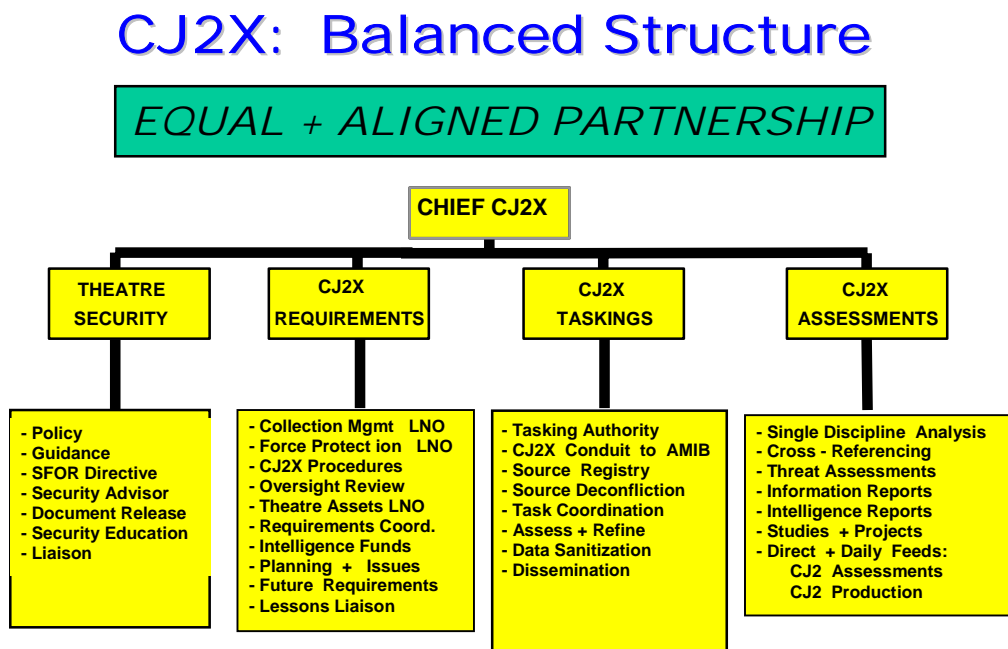 CJ2X: Balanced Structure
EQUAL + ALIGNED PARTNERSHIP
CHIEF CJ2X
THEATRE
SECURITY
CJ2X
REQUIREMENTS
CJ2X
TASKINGS
CJ2X
ASSESSMENTS
- Policy
- Guidance
- SFOR Directive
- Security Advisor
- Document Release
- Security Education
- Liaison
- Collection Mgmt LNO
- Force Protect ion LNO
- CJ2X Procedures
- Oversight Review
- Theatre Assets LNO
- Requirements Coord.
- Intelligence Funds
- Planning + Issues
- Future Requirements
- Lessons Liaison
- Tasking Authority
- CJ2X Conduit to AMIB
- Source Registry
- Source Deconfliction
- Task Coordination
- Assess + Refine
- Data Sanitization
- Dissemination
- Single Discipline Analysis
- Cross - Referencing
- Threat Assessments
- Information Reports
- Intelligence Reports
- Studies + Projects
- Direct + Daily Feeds:
CJ2 Assessments
CJ2 Production